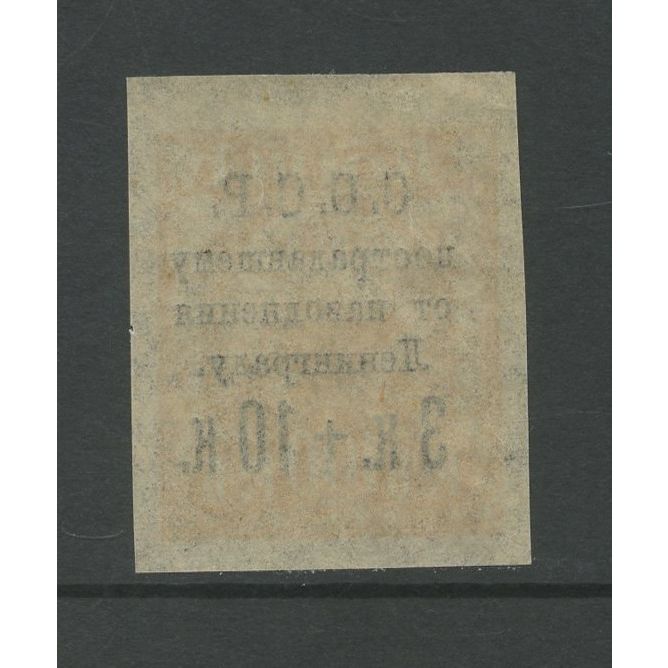 С.С.С.Р.
пострадавшему
от наводнения
Ленинграду.
3 к. + 10 к.